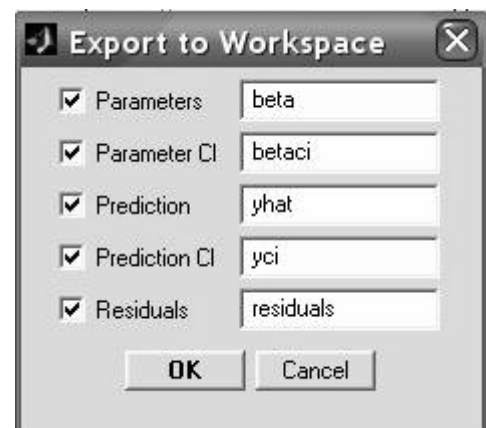 Export to Workspace
Parameters beta
Parameter CI betaci
Prediction yhat
Prediction CI yci
Residuals residuals
OK Cancel